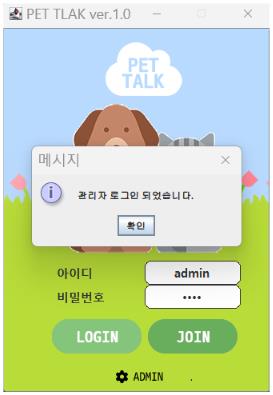 PET TLAK ver.1.0
PET
TALK
메시지
관리자 로그인 되었습니다.
확인
아이디 admin
비밀번호 ••••
LOGIN JOIN
ADMIN .